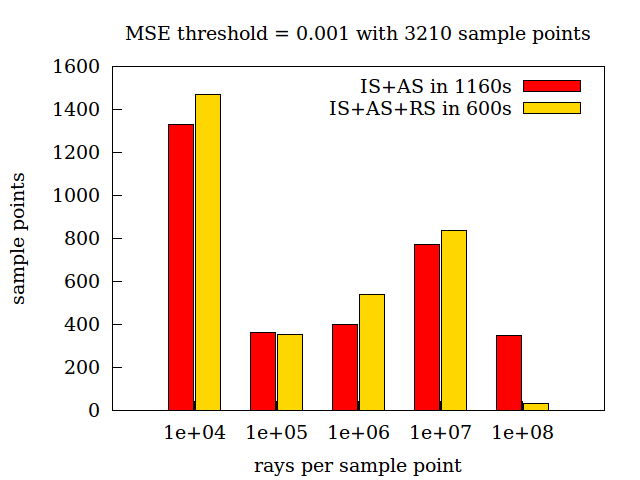 MSE threshold = 0.001 with 3210 sample points
IS+AS in 1160s
IS+AS+RS in 600s
sample points
1600
1400
1200
1000
800
600
400
200
0
1e+04 1e+05 1e+06 1e+07 1e+08
rays per sample point